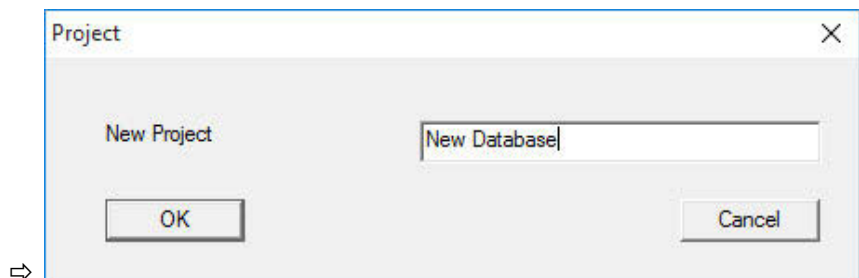 Project
New Project
New Database
OK
Cancel
⇨